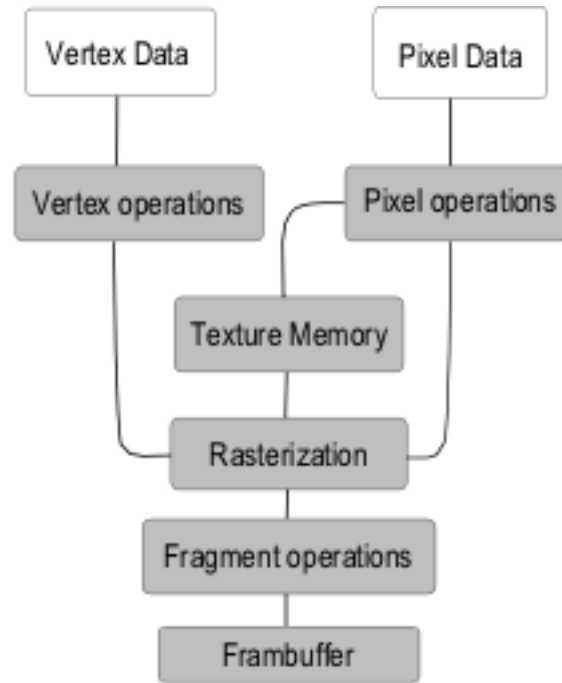 Vertex Data
Pixel Data
Vertex operations
Pixel operations
Texture Memory
Rasterization
Fragment operations
Frambuffer